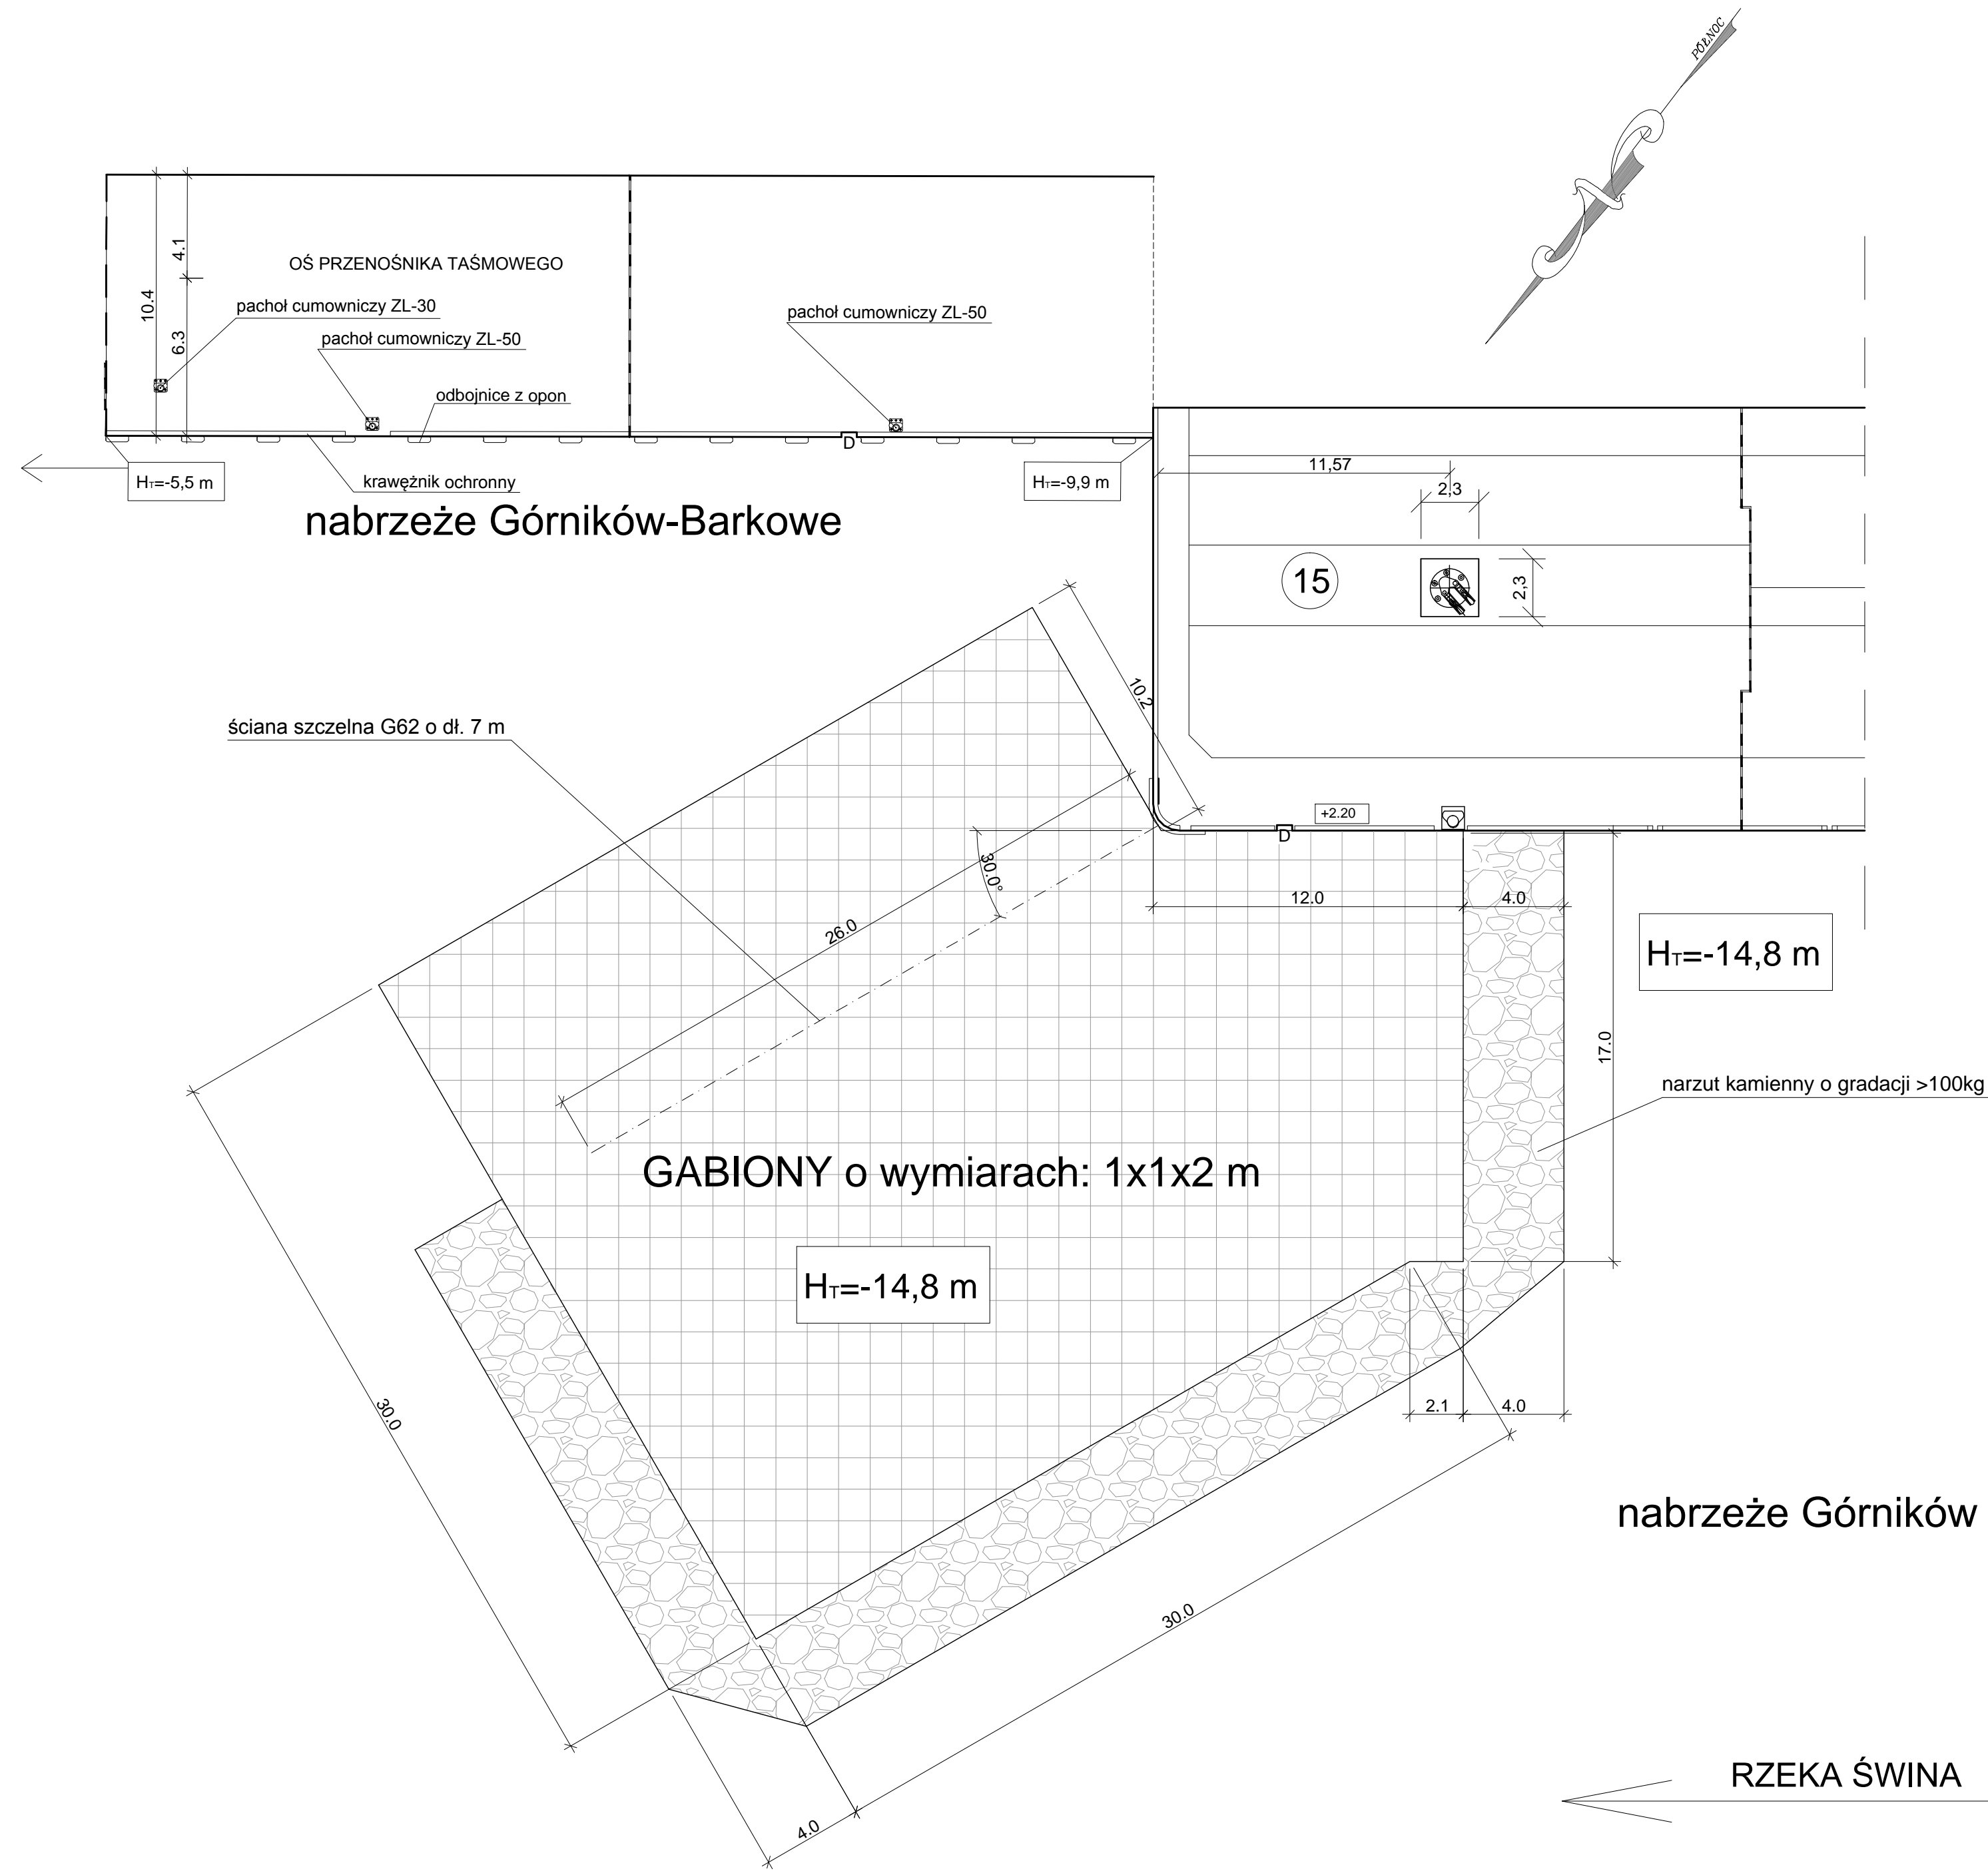 PÓŁNOC
4.1
OŚ PRZENOŚNIKA TAŚMOWEGO
10.4
pachoł cumowniczy ZL-30
pachoł cumowniczy ZL-50
pachoł cumowniczy ZL-50
6.3
odbojnice z opon
D
HT=-5,5 m
krawężnik ochronny
HT=-9,9 m
nabrzeże Górników-Barkowe
11,57
2,3
15
2,3
10.2
ściana szczelna G62 o dł. 7 m
+2.20
D
30.0°
26.0
12.0
4.0
HT=-14,8 m
17.0
narzut kamienny o gradacji >100kg
GABIONY o wymiarach: 1x1x2 m
HT=-14,8 m
30.0
2.1
4.0
nabrzeże Górników
30.0
RZEKA ŚWINA
4.0